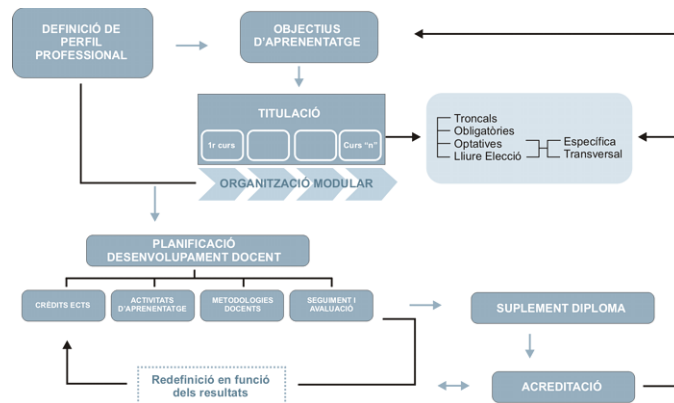 DEFINICIÓ DE
PERFIL
PROFESSIONAL
OBJECTIUS
D'APRENENTATGE
TITULACIÓ
1r curs
Curs "n"
ORGANITZACIÓ MODULAR
Troncals
Obligatòries
Optatives
Lliure Elecció
Específica
Transversal
PLANIFICACIÓ
DESENVOLUPAMENT DOCENT
CRÈDITS ECTS
ACTIVITATS
D'APRENENTATGE
METODOLOGIES
DOCENTS
SEGUIMENT I
AVALUACIÓ
SUPLEMENT DIPLOMA
Redefinició en funció
dels resultats
ACREDITACIÓ